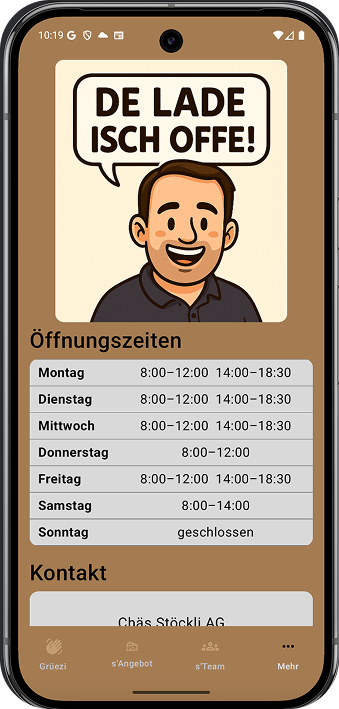 10:19
DE LADE
ISCH OFFE!
Öffnungszeiten
Montag 8:00–12:00 14:00–18:30
Dienstag 8:00–12:00 14:00–18:30
Mittwoch 8:00–12:00 14:00–18:30
Donnerstag 8:00–12:00
Freitag 8:00–12:00 14:00–18:30
Samstag 8:00–14:00
Sonntag geschlossen
Kontakt
Chäs Stöckli AG
Grüezi s'Angebot s'Team Mehr